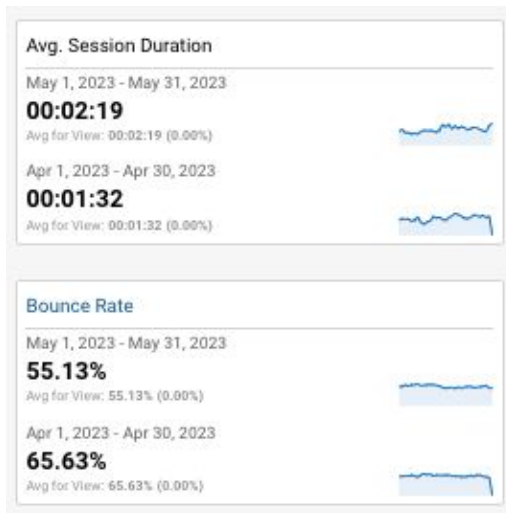 Avg. Session Duration
May 1, 2023 - May 31, 2023
00:02:19
Avg for View: 00:02:19 (0.00%)
Apr 1, 2023 - Apr 30, 2023
00:01:32
Avg for View: 00:01:32 (0.00%)
Bounce Rate
May 1, 2023 - May 31, 2023
55.13%
Avg for View: 55.13% (0.00%)
Apr 1, 2023 - Apr 30, 2023
65.63%
Avg for View: 65.63% (0.00%)